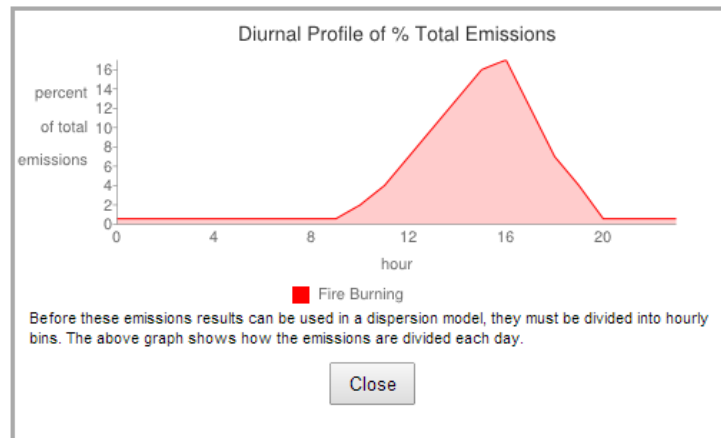 Diurnal Profile of % Total Emissions
percent
of total
emissions
16
14
12
10
8
6
4
2
0
0 4 8 12 16 20
hour
Fire Burning
Before these emissions results can be used in a dispersion model, they must be divided into hourly
bins. The above graph shows how the emissions are divided each day.
Close